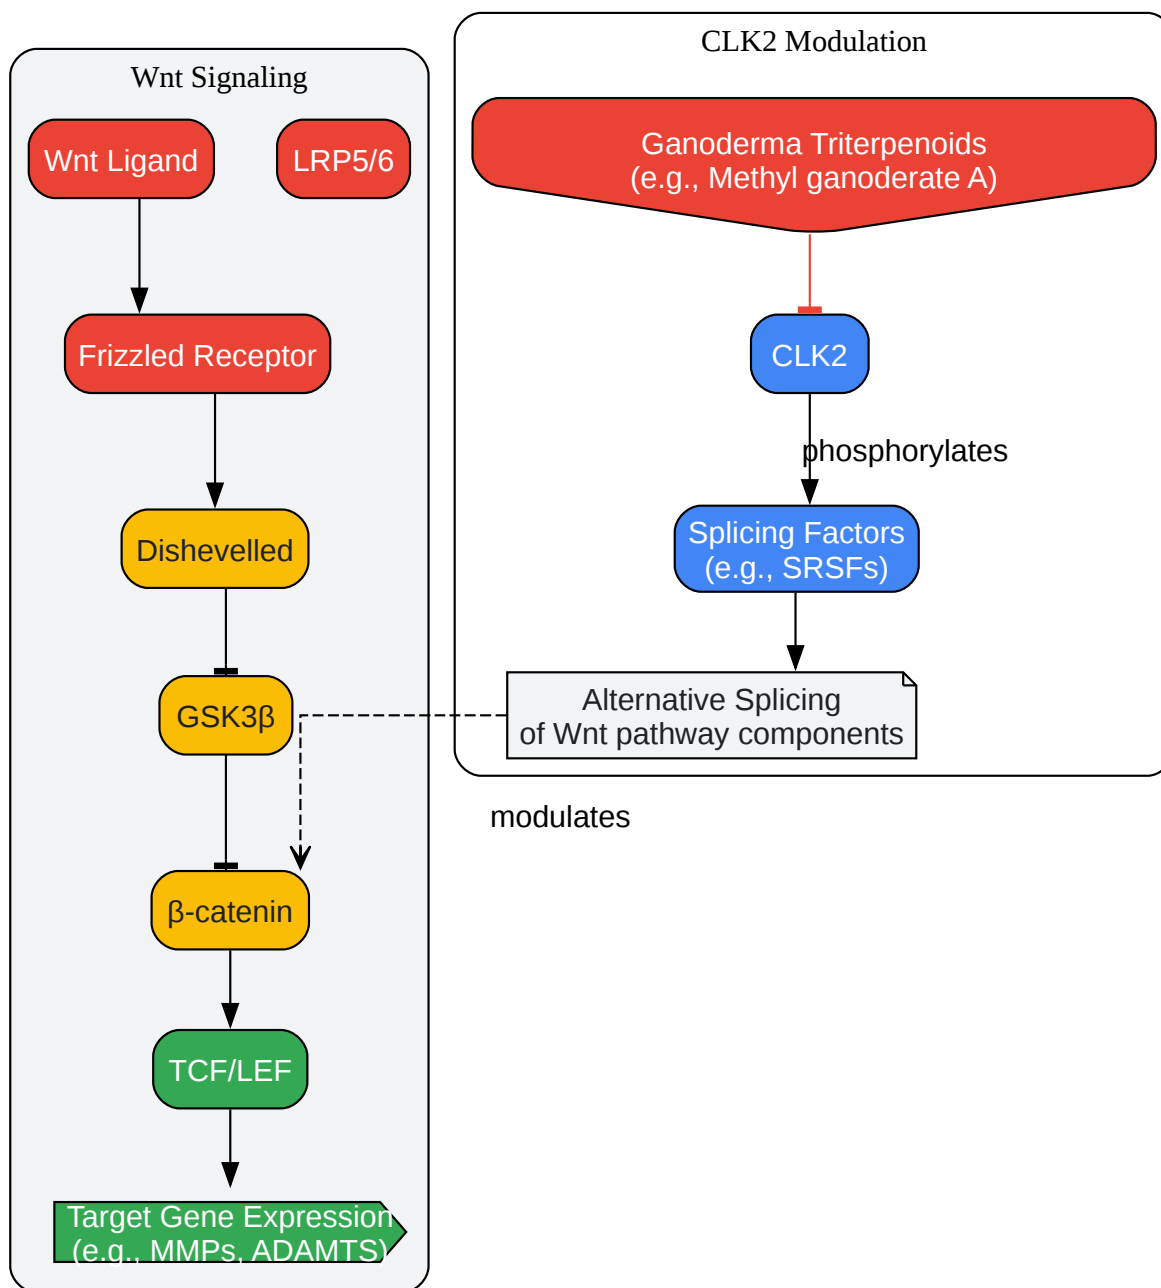 Wnt Signaling
Wnt Ligand
LRP5/6
Frizzled Receptor
Dishevelled
GSK3β
β-catenin
TCF/LEF
Target Gene Expression
(e.g., MMPs, ADAMTS)
CLK2 Modulation
Ganoderma Triterpenoids
(e.g., Methyl ganoderate A)
CLK2
phosphorylates
Splicing Factors
(e.g., SRSFs)
Alternative Splicing
of Wnt pathway components
modulates